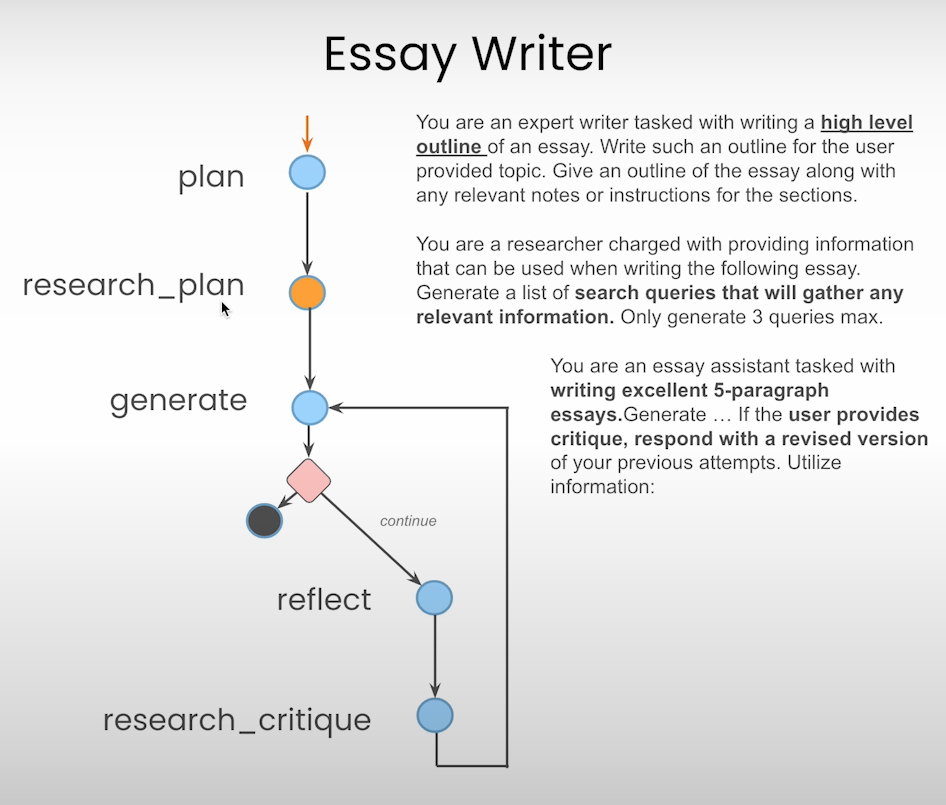 Essay Writer
plan
You are an expert writer tasked with writing a high level
outline of an essay. Write such an outline for the user
provided topic. Give an outline of the essay along with
any relevant notes or instructions for the sections.
research_plan
You are a researcher charged with providing information
that can be used when writing the following essay.
Generate a list of search queries that will gather any
relevant information. Only generate 3 queries max.
generate
You are an essay assistant tasked with
writing excellent 5-paragraph
essays.Generate … If the user provides
critique, respond with a revised version
of your previous attempts. Utilize
information:
continue
reflect
research_critique